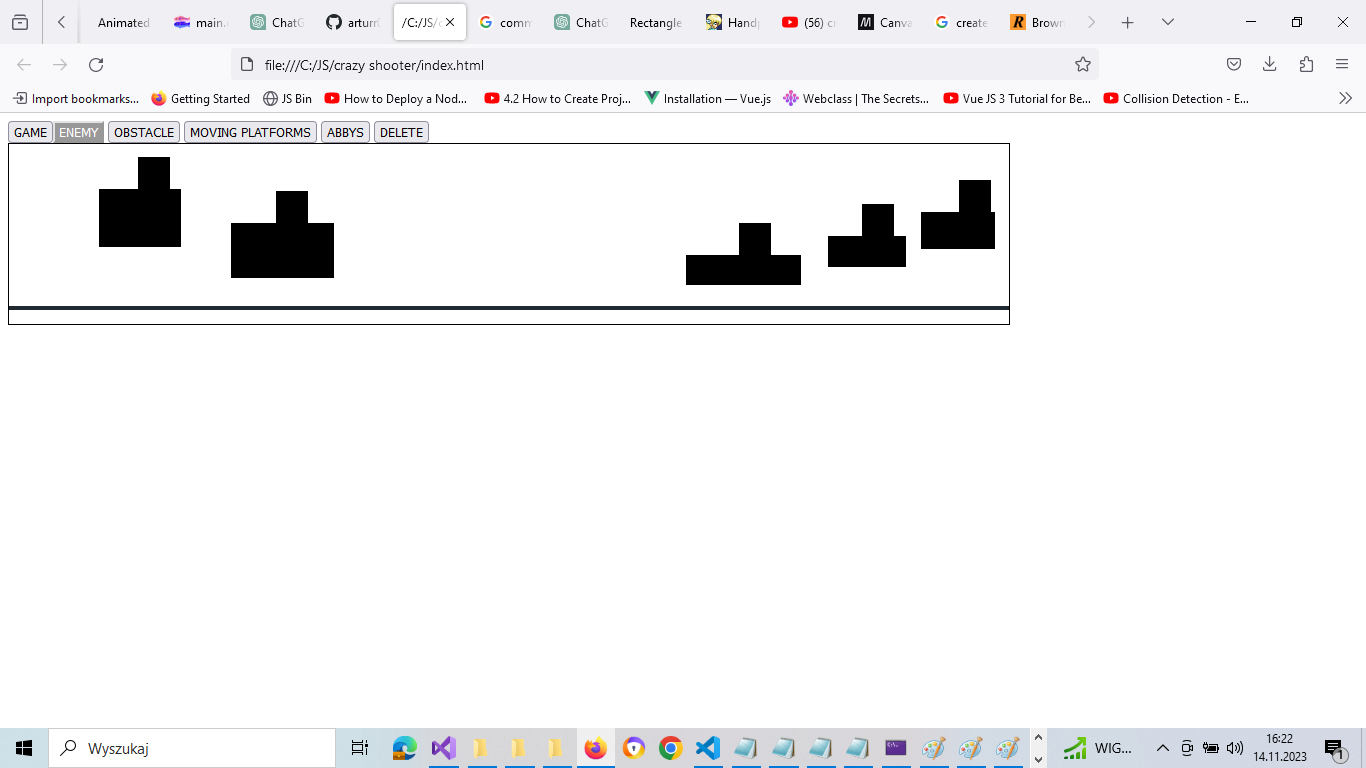 Animated main. ChatG arturr /C:/JS/c comm ChatG Rectangle Handp (56) c Canva create Brown
file:///C:/JS/crazy shooter/index.html
Import bookmarks... Getting Started JS Bin How to Deploy a Nod... 4.2 How to Create Proj... Installation — Vue.js Webclass | The Secrets... Vue JS 3 Tutorial for Be... Collision Detection - E...
GAME ENEMY OBSTACLE MOVING PLATFORMS ABBYS DELETE
Wyszukaj WIG... 16:22
14.11.2023 1